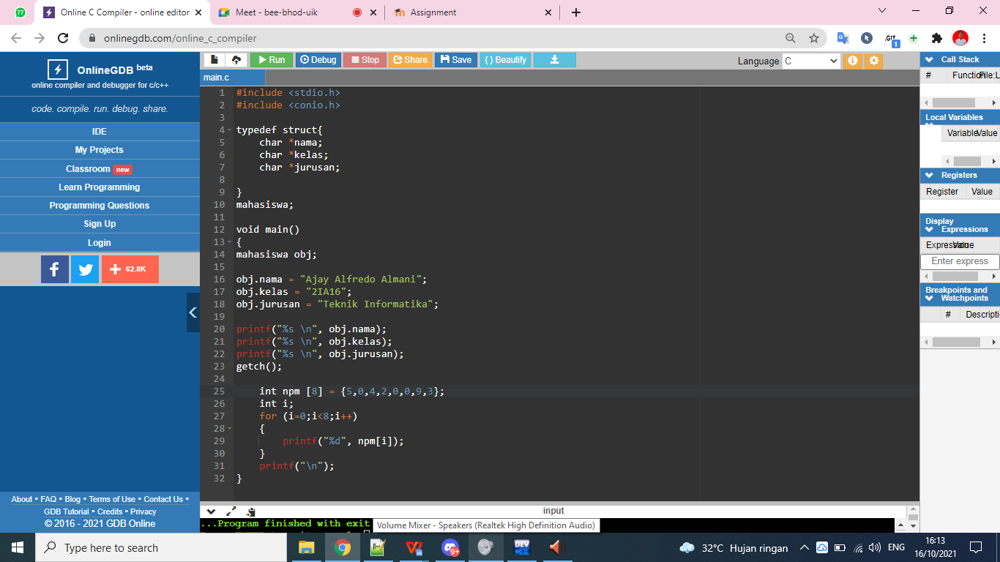 77
Online C Compiler - online editor
Meet - bee-bhod-uik
Assignment
onlinegdb.com/online_c_compiler
.GIT
1
OnlineGDB beta
online compiler and debugger for c/c++
code. compile. run. debug. share.
IDE
My Projects
Classroom new
Learn Programming
Programming Questions
Sign Up
Login
62.8K
About • FAQ • Blog • Terms of Use • Contact Us •
GDB Tutorial • Credits • Privacy
© 2016 - 2021 GDB Online
Run Debug Stop Share Save { } Beautify
Language C
main.c
1 #include <stdio.h>
2 #include <conio.h>
3
4 typedef struct{
5 char *nama;
6 char *kelas;
7 char *jurusan;
8
9 }
10 mahasiswa;
11
12 void main()
13 {
14 mahasiswa obj;
15
16 obj.nama = "Ajay Alfredo Almani";
17 obj.kelas = "2IA16";
18 obj.jurusan = "Teknik Informatika";
19
20 printf("%s \n", obj.nama);
21 printf("%s \n", obj.kelas);
22 printf("%s \n", obj.jurusan);
23 getch();
24
25 int npm [8] = {5,0,4,2,0,0,9,3};
26 int i;
27 for (i=0;i<8;i++)
28 {
29 printf("%d", npm[i]);
30 }
31 printf("\n");
32 }
input
...Program finished with exit
Volume Mixer - Speakers (Realtek High Definition Audio)
Call Stack
# Function File:L
Local Variables
Variable Value
Registers
Register Value
Display
Expressions
Expression Value
Enter express
Breakpoints and
Watchpoints
# Descripti
Type here to search
9+
DEV
32°C Hujan ringan
ENG
16:13
16/10/2021